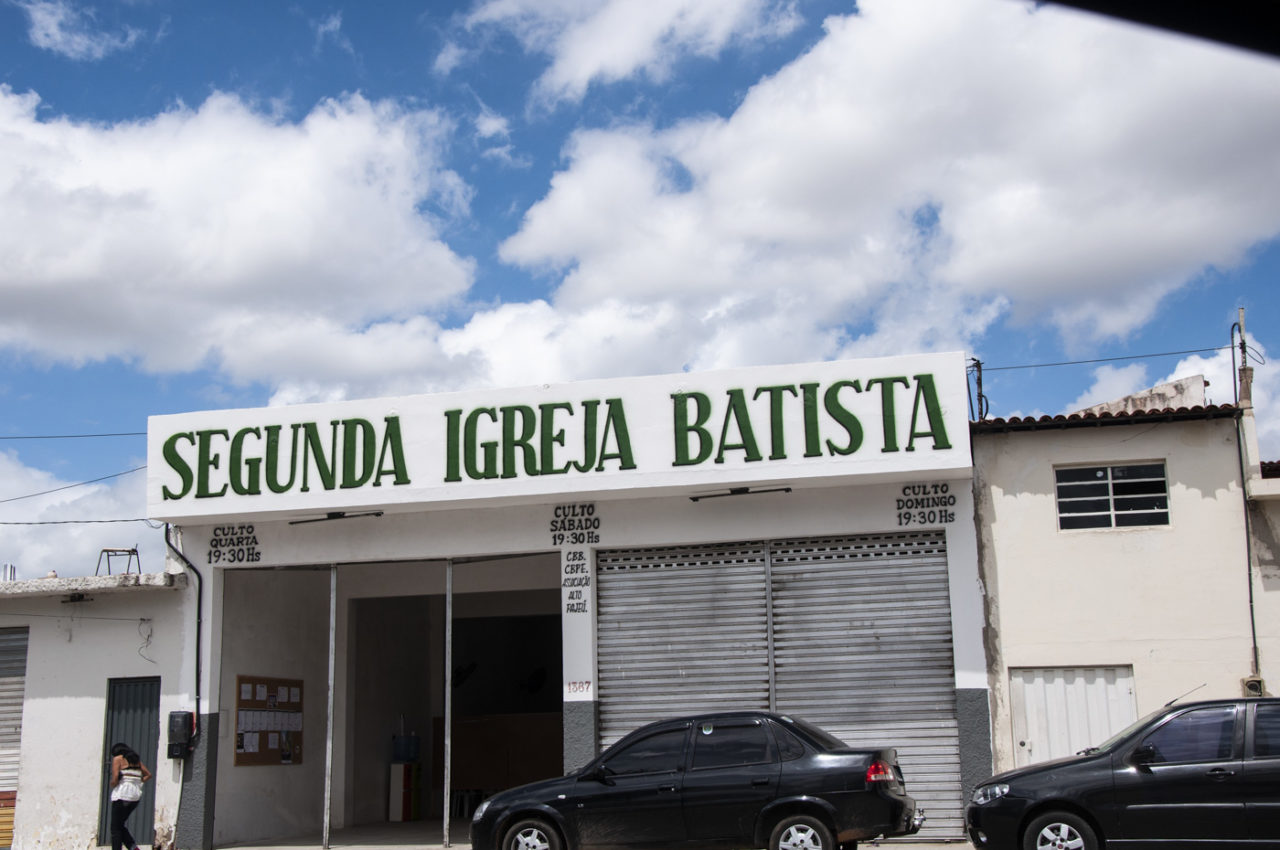 SEGUNDA IGREJA BATISTA
CULTO
QUARTA
19:30Hs
CULTO
SÁBADO
19:30Hs
CBB.
CBPE.
ASSOCIAÇÃO
ALTO
PAJEÚ.
1367
CULTO
DOMINGO
19:30Hs